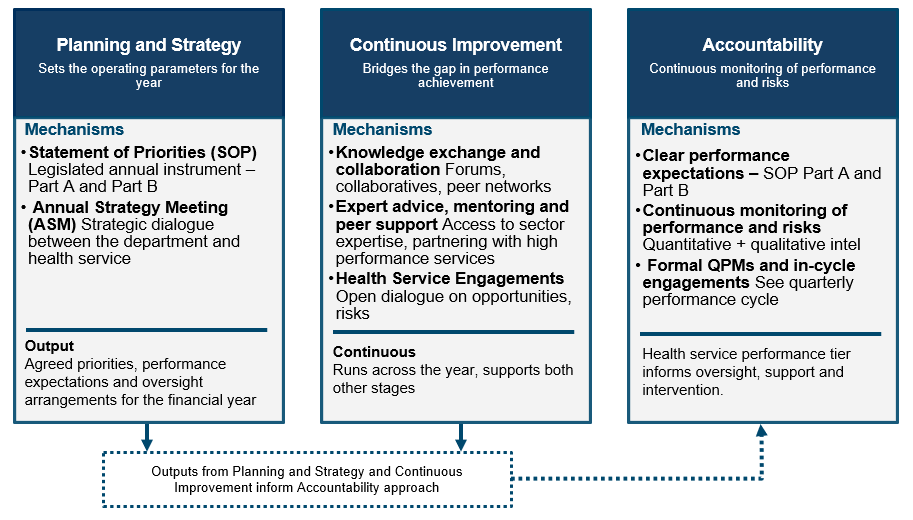 Planning and Strategy
Sets the operating parameters for the
year
Mechanisms
• Statement of Priorities (SOP)
Legislated annual instrument –
Part A and Part B
• Annual Strategy Meeting
(ASM) Strategic dialogue
between the department and
health service
Output
Agreed priorities, performance
expectations and oversight
arrangements for the financial year
Continuous Improvement
Bridges the gap in performance
achievement
Mechanisms
• Knowledge exchange and
collaboration Forums,
collaboratives, peer networks
• Expert advice, mentoring and
peer support Access to sector
expertise, partnering with high
performance services
• Health Service Engagements
Open dialogue on opportunities,
risks
Continuous
Runs across the year, supports both
other stages
Accountability
Continuous monitoring of performance
and risks
Mechanisms
• Clear performance
expectations – SOP Part A and
Part B
• Continuous monitoring of
performance and risks
Quantitative + qualitative intel
• Formal QPMs and in-cycle
engagements See quarterly
performance cycle
Health service performance tier
informs oversight, support and
intervention.
Outputs from Planning and Strategy and Continuous
Improvement inform Accountability approach